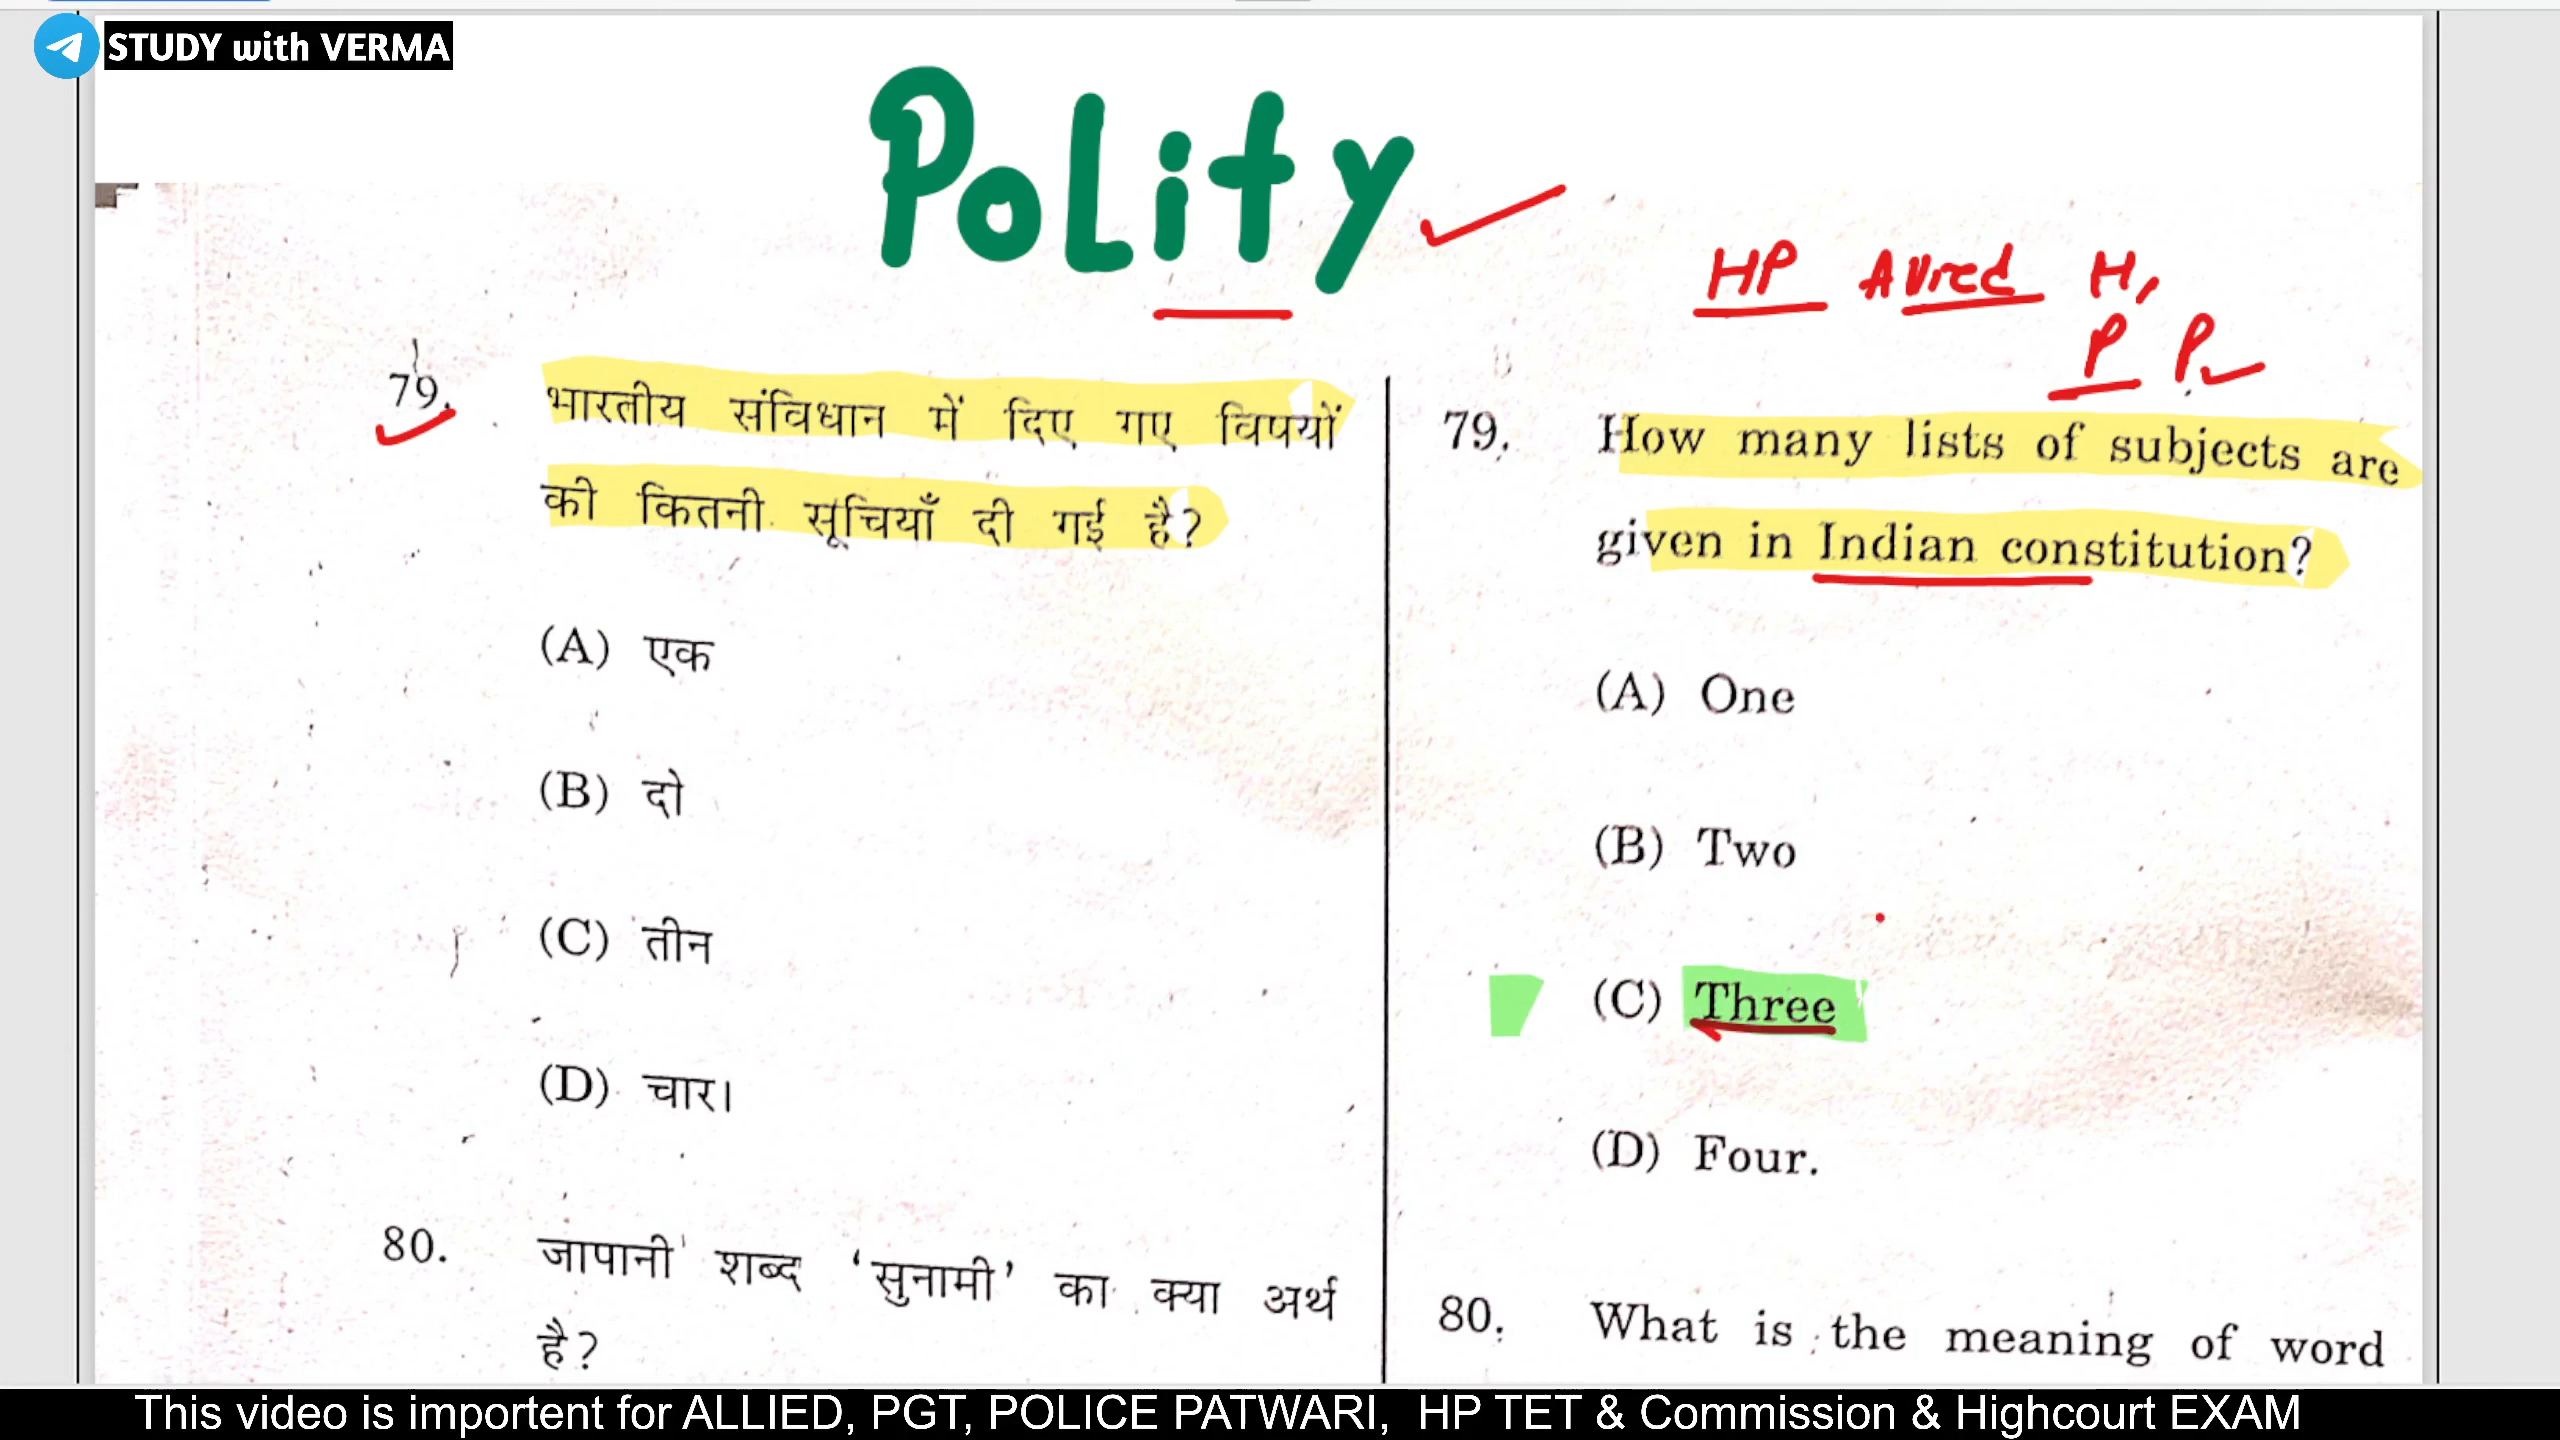 STUDY with VERMA
PoLity
HP Allied H,
P P
79. भारतीय संविधान में दिए गए विषयों
की कितनी सूचियाँ दी गई है?
(A) एक
(B) दो
(C) तीन
(D) चार।
80. जापानी शब्द ‘सुनामी’ का क्या अर्थ
है?
79. How many lists of subjects are
given in Indian constitution?
(A) One
(B) Two
(C) Three
(D) Four.
80. What is the meaning of word
This video is importent for ALLIED, PGT, POLICE PATWARI, HP TET & Commission & Highcourt EXAM